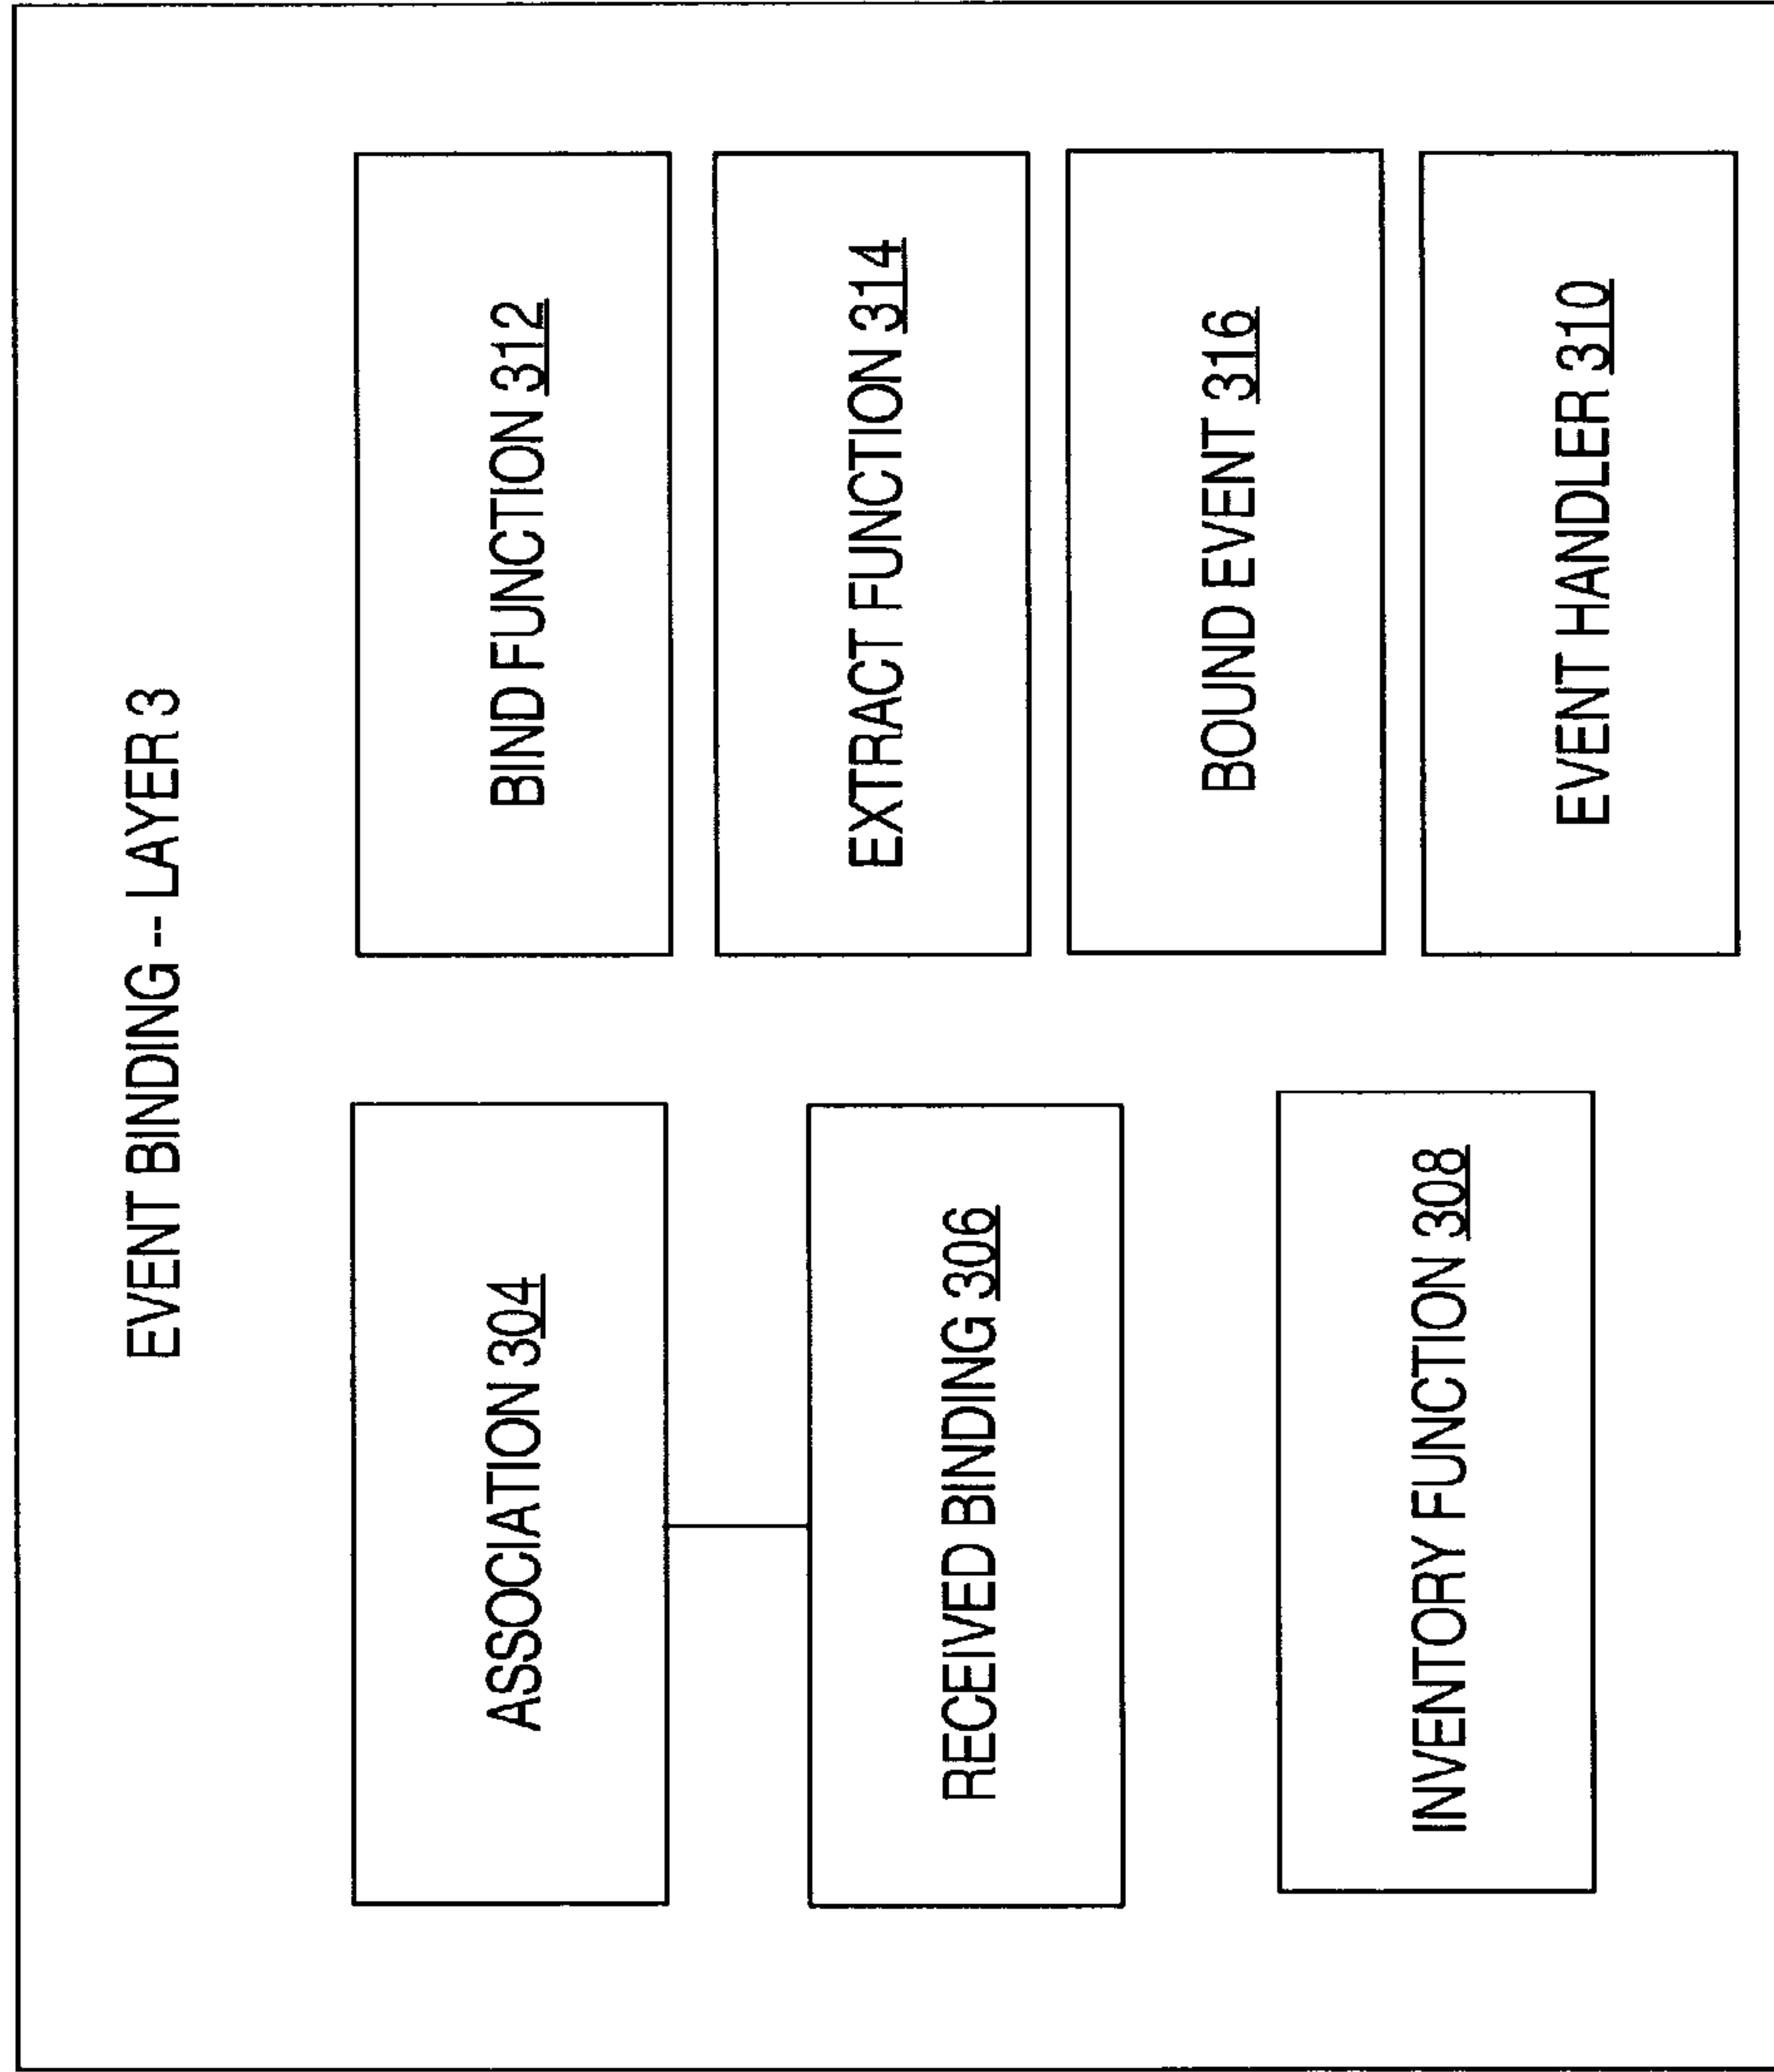 EVENT BINDING -- LAYER 3
ASSOCIATION 304
RECEIVED BINDING 306
INVENTORY FUNCTION 308
BIND FUNCTION 312
EXTRACT FUNCTION 314
BOUND EVENT 316
EVENT HANDLER 310